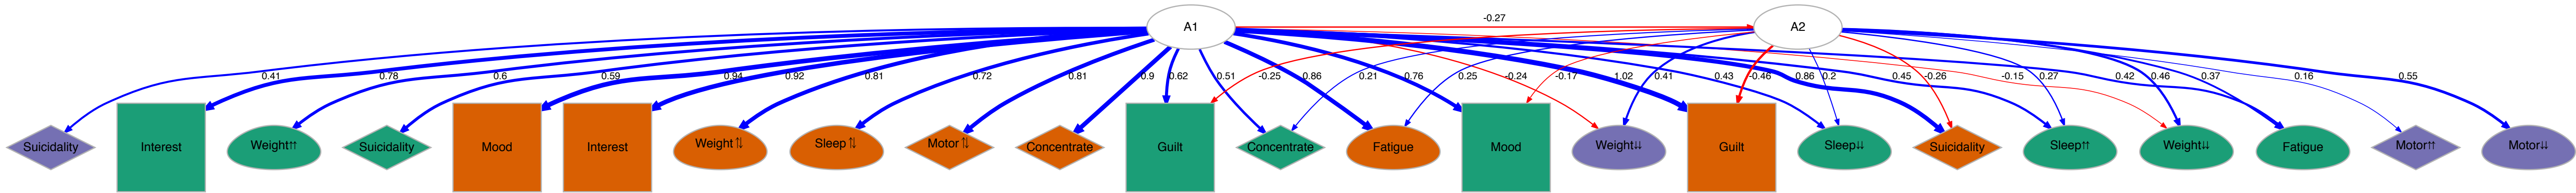 A1
A2
-0.27
0.41
0.78
0.6
0.59
0.94
0.92
0.81
0.72
0.81
0.9
0.62
0.51
-0.25
0.86
0.21
0.76
0.25
-0.24
-0.17
1.02
0.41
-0.46
0.43
0.86
0.2
0.45
-0.26
-0.15
0.27
0.42
0.46
0.37
0.16
0.55
Suicidality
Interest
Weight⇈
Suicidality
Mood
Interest
Weight⇅
Sleep⇅
Motor⇅
Concentrate
Guilt
Concentrate
Fatigue
Mood
Weight⇊
Guilt
Sleep⇊
Suicidality
Sleep⇈
Weight⇊
Fatigue
Motor⇈
Motor⇊